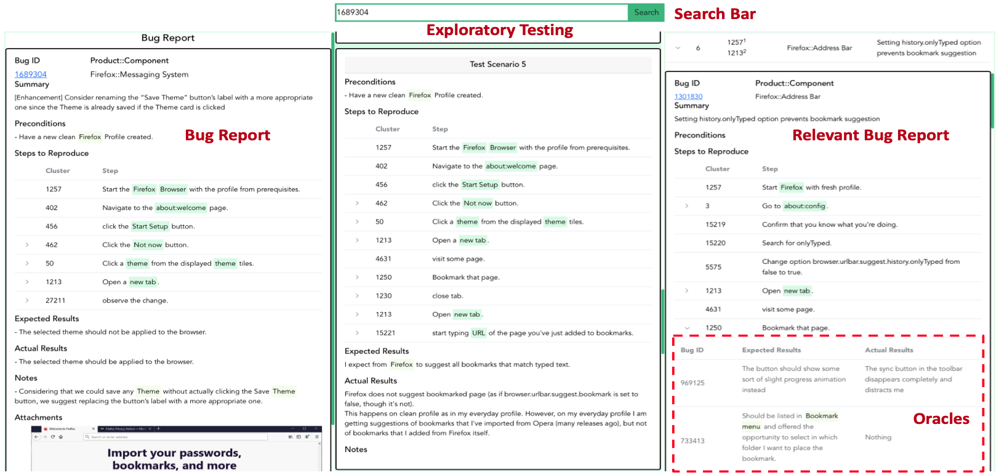 1689304
Search
Search Bar
Exploratory Testing
Bug Report
Bug ID Product::Component
1689304 Firefox::Messaging System
Summary
[Enhancement] Consider renaming the “Save Theme” button’s label with a more appropriate
one since the Theme is already saved if the Theme card is clicked
Preconditions
- Have a new clean Firefox Profile created.
Bug Report
Steps to Reproduce
Cluster Step
1257 Start the Firefox Browser with the profile from prerequisites.
402 Navigate to the about:welcome page.
456 click the Start Setup button.
462 Click the Not now button.
50 Click a theme from the displayed theme tiles.
1213 Open a new tab.
27211 observe the change.
Expected Results
- The selected theme should not be applied to the browser.
Actual Results
- The selected theme should be applied to the browser.
Notes
- Considering that we could save any Theme without actually clicking the Save Theme
button, we suggest replacing the button’s label with a more appropriate one.
Attachments
Welcome to Firefox
Firefox Privacy Notice — Moz
Search or enter address
Import your passwords,
bookmarks, and more
Test Scenario 5
Preconditions
- Have a new clean Firefox Profile created.
Steps to Reproduce
Cluster Step
1257 Start the Firefox Browser with the profile from prerequisites.
402 Navigate to the about:welcome page.
456 click the Start Setup button.
462 Click the Not now button.
50 Click a theme from the displayed theme tiles.
1213 Open a new tab.
4631 visit some page.
1250 Bookmark that page.
1230 close tab.
1213 Open new tab.
15221 start typing URL of the page you've just added to bookmarks.
Expected Results
I expect from Firefox to suggest all bookmarks that match typed text.
Actual Results
Firefox does not suggest bookmarked page (as if browser.urlbar.suggest.bookmark is set to
false, though it's not).
This happens on clean profile as in my everyday profile. However, on my everyday profile I am
getting suggestions of bookmarks that I've imported from Opera (many releases ago), but not
of bookmarks that I added from Firefox itself.
Notes
6 1257¹ 1213² Firefox::Address Bar Setting history.onlyTyped option
prevents bookmark suggestion
Bug ID Product::Component
1301830 Firefox::Address Bar
Summary
Setting history.onlyTyped option prevents bookmark suggestion
Preconditions
Relevant Bug Report
Steps to Reproduce
Cluster Step
1257 Start Firefox with fresh profile.
3 Go to about:config.
15219 Confirm that you know what you're doing.
15220 Search for onlyTyped.
5575 Change option browser.urlbar.suggest.history.onlyTyped from
false to true.
1213 Open new tab.
4631 visit some page.
1250 Bookmark that page.
Bug ID Expected Results Actual Results
969125
The button should show some
sort of slight progress animation
instead
The sync button in the toolbar
disappears completely and
distracts me
733413
Should be listed in Bookmark
menu and offered the
opportunity to select in which
folder I want to place the
bookmark.
Nothing
Oracles